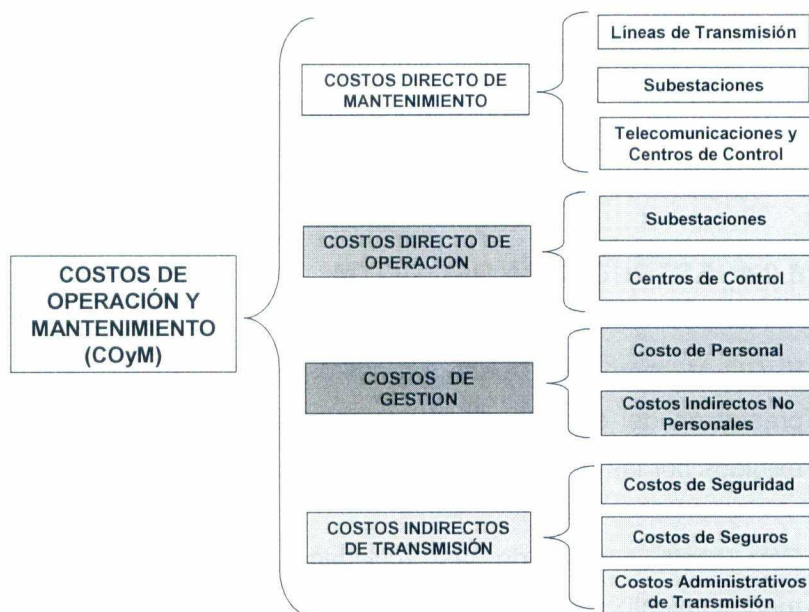 COSTOS DE
OPERACIÓN Y
MANTENIMIENTO
(COyM)
COSTOS DIRECTO DE
MANTENIMIENTO
Líneas de Transmisión
Subestaciones
Telecomunicaciones y
Centros de Control
COSTOS DIRECTO DE
OPERACION
Subestaciones
Centros de Control
COSTOS DE
GESTION
Costo de Personal
Costos Indirectos No
Personales
COSTOS INDIRECTOS
DE TRANSMISIÓN
Costos de Seguridad
Costos de Seguros
Costos Administrativos
de Transmisión